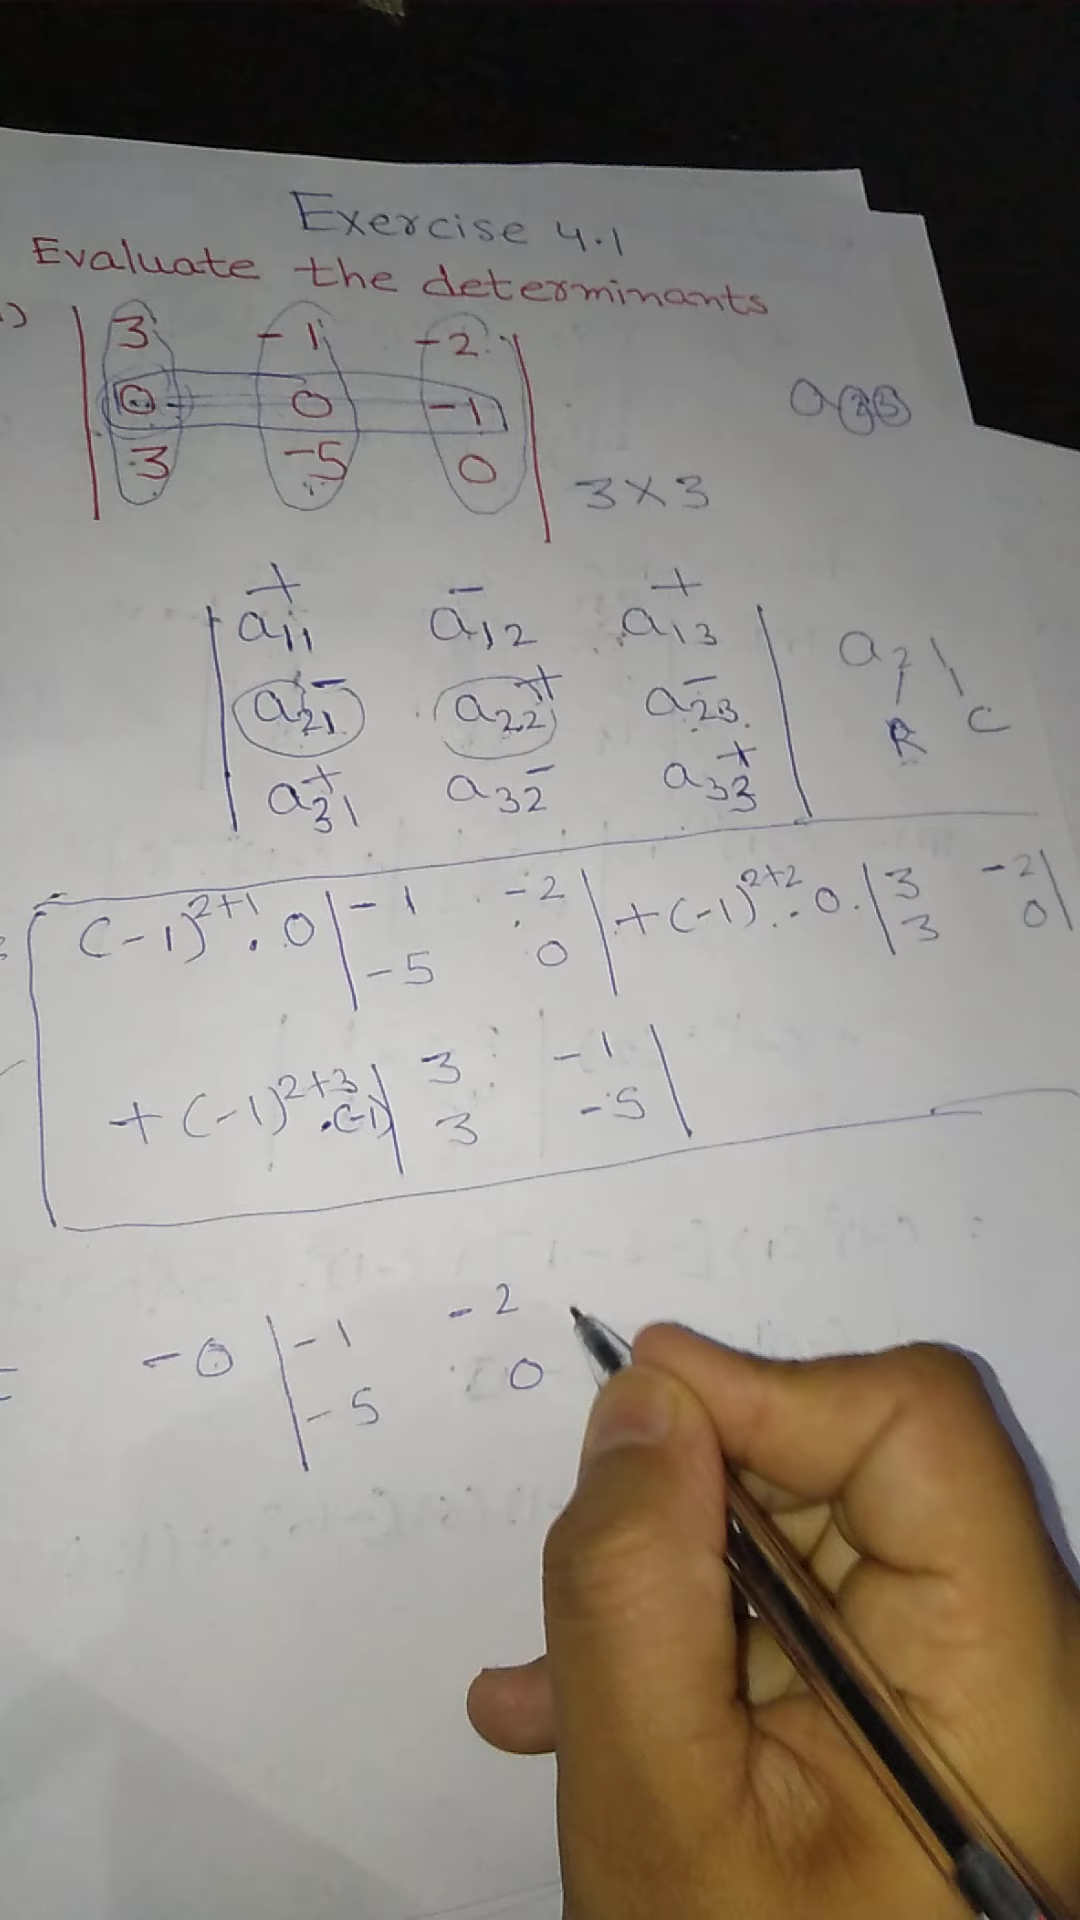 Exercise 4.1
Evaluate the determinants
3 -1 -2
0 0 -1
3 -5 0
3×3
a11+ a12- a13+
a21- a22+ a23-
a31+ a32- a33+
a21
R C
(-1)^2+1 . 0 | -1 -2 | + (-1)^2+2 . 0 . | 3 -2 |
| -5 0 | | 3 0 |
+ (-1)^2+3 . (-1) | 3 -1 |
| 3 -5 |
= -0 | -1 -2
| -5 0